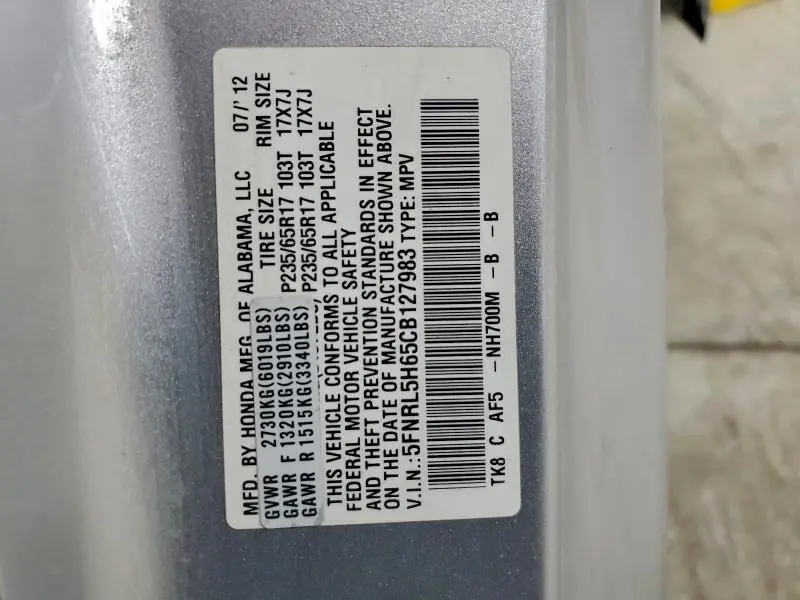 MFD. BY HONDA MFG. OF ALABAMA, LLC 07/'12
GVWR 2730KG(6019LBS) TIRE SIZE RIM SIZE
GAWR F 1320KG(2910LBS) P235/65R17 103T 17X7J
GAWR R 1515KG(3340LBS) P235/65R17 103T 17X7J
THIS VEHICLE CONFORMS TO ALL APPLICABLE
FEDERAL MOTOR VEHICLE SAFETY
AND THEFT PREVENTION STANDARDS IN EFFECT
ON THE DATE OF MANUFACTURE SHOWN ABOVE.
V.I.N.:5FNRL5H65CB127983 TYPE: MPV
TK8 C AF5 -NH700M -B -B